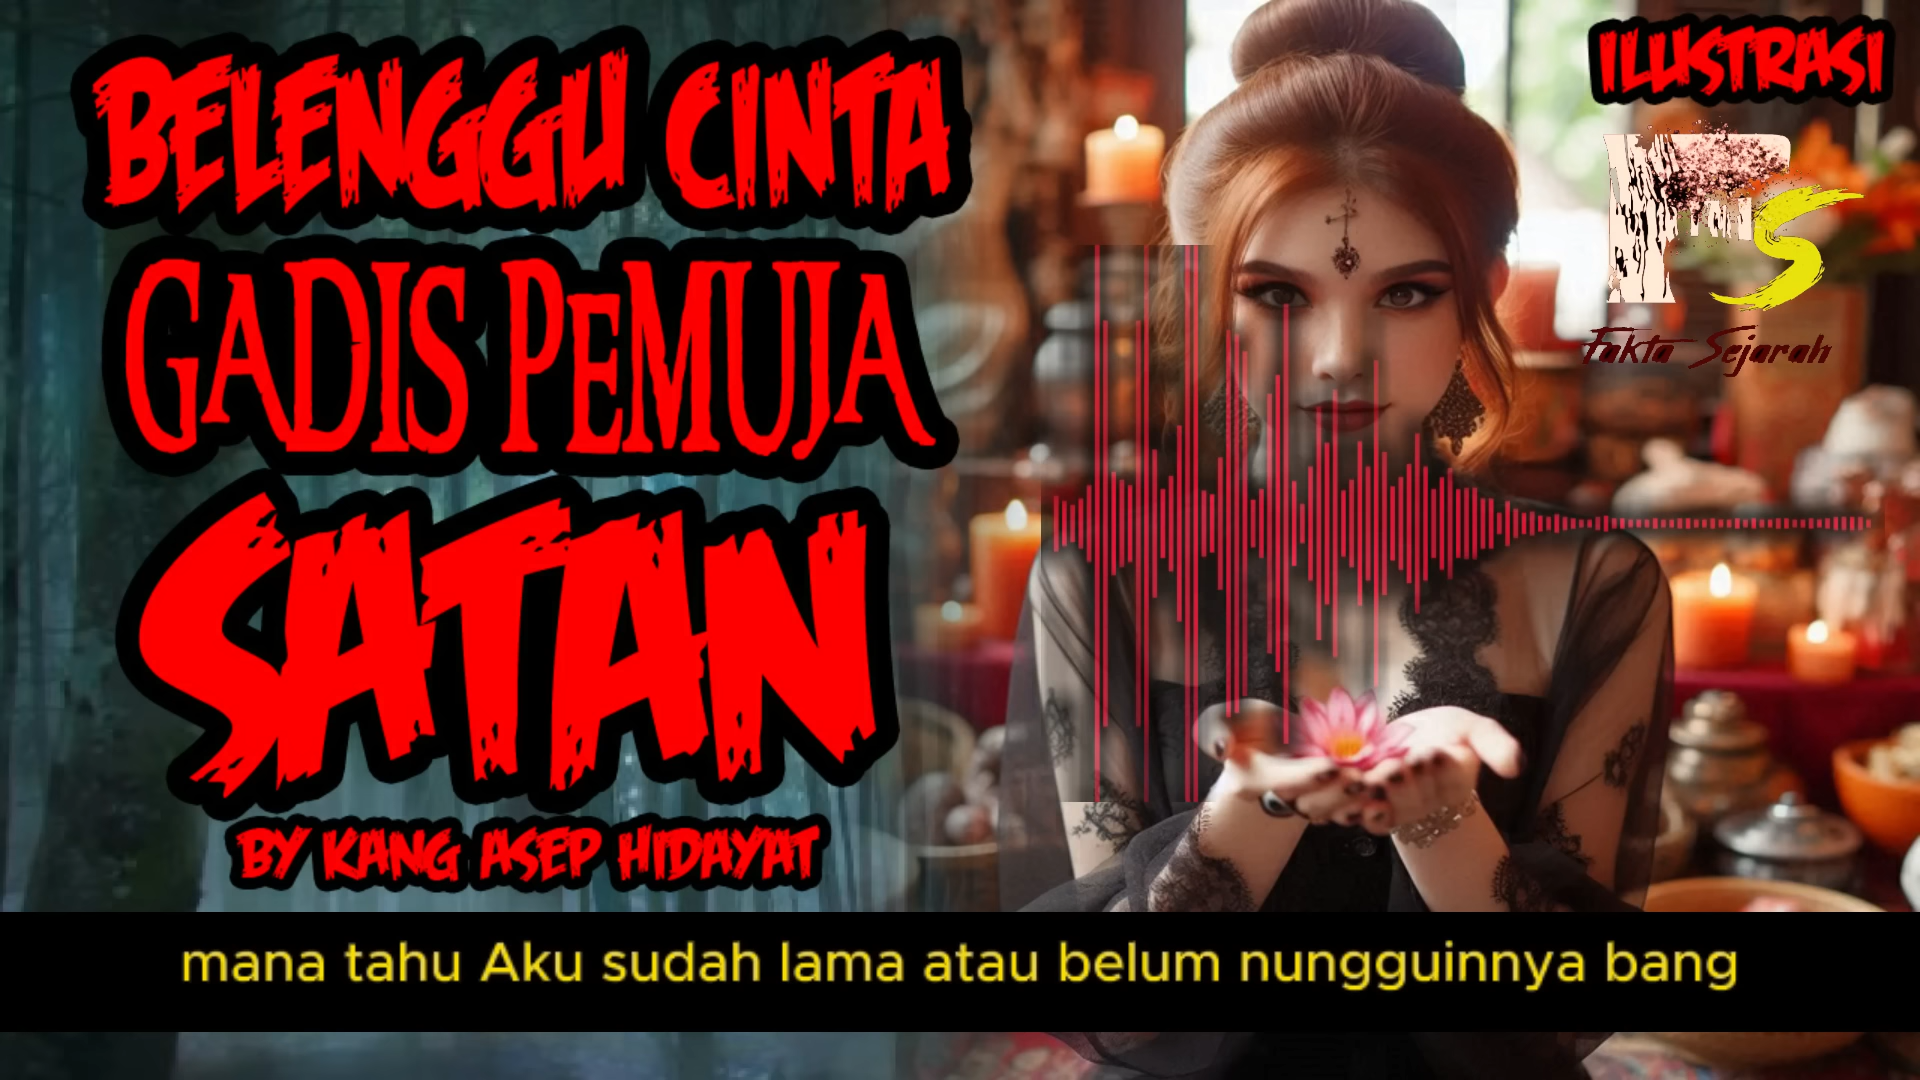 BELENGGU CINTA
GADIS PEMUJA
SATAN
BY KANG ASEP HIDAYAT
ILUSTRASI
FS
Fakta Sejarah
mana tahu Aku sudah lama atau belum nungguinnya bang